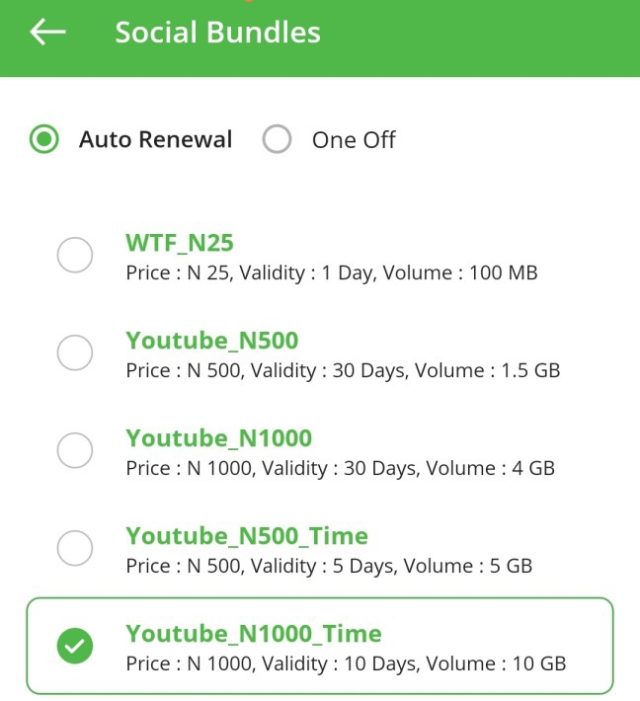 Social Bundles
Auto Renewal
One Off
WTF_N25
Price : N 25, Validity : 1 Day, Volume : 100 MB
Youtube_N500
Price : N 500, Validity : 30 Days, Volume : 1.5 GB
Youtube_N1000
Price : N 1000, Validity : 30 Days, Volume : 4 GB
Youtube_N500_Time
Price : N 500, Validity : 5 Days, Volume : 5 GB
Youtube_N1000_Time
Price : N 1000, Validity : 10 Days, Volume : 10 GB